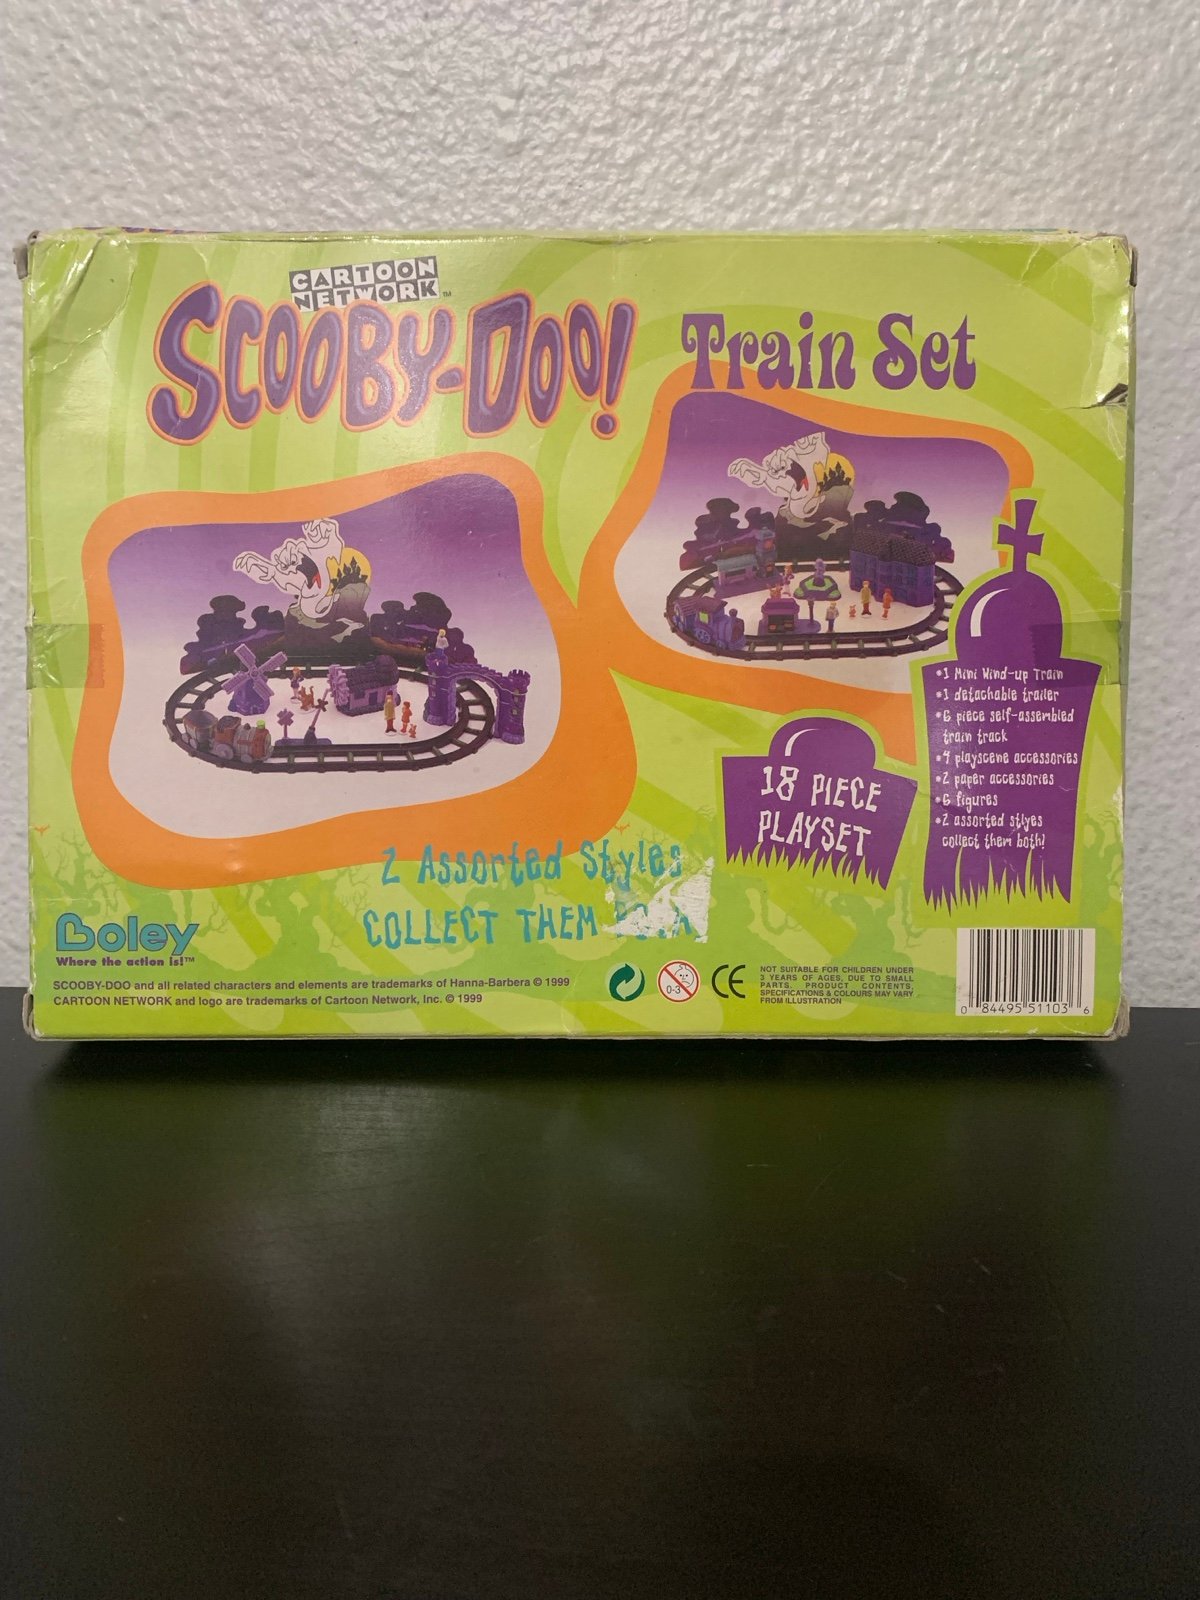 CARTOON
NETWORK™
SCOOBY-DOO!
Train Set
•1 Mini Wind-up Train
•1 detachable trailer
•6 piece self-assembled
train track
•4 playscene accessories
•2 paper accessories
•6 figures
•2 assorted stlyes
collect them both!
18 PIECE
PLAYSET
2 Assorted Styles
COLLECT THEM
Boley
Where the action is!™
SCOOBY-DOO and all related characters and elements are trademarks of Hanna-Barbera © 1999
CARTOON NETWORK and logo are trademarks of Cartoon Network, Inc. © 1999
0-3
CE
NOT SUITABLE FOR CHILDREN UNDER
3 YEARS OF AGES, DUE TO SMALL
PARTS. PRODUCT CONTENTS,
SPECIFICATIONS & COLOURS MAY VARY
FROM ILLUSTRATION
0 84495 51103 6